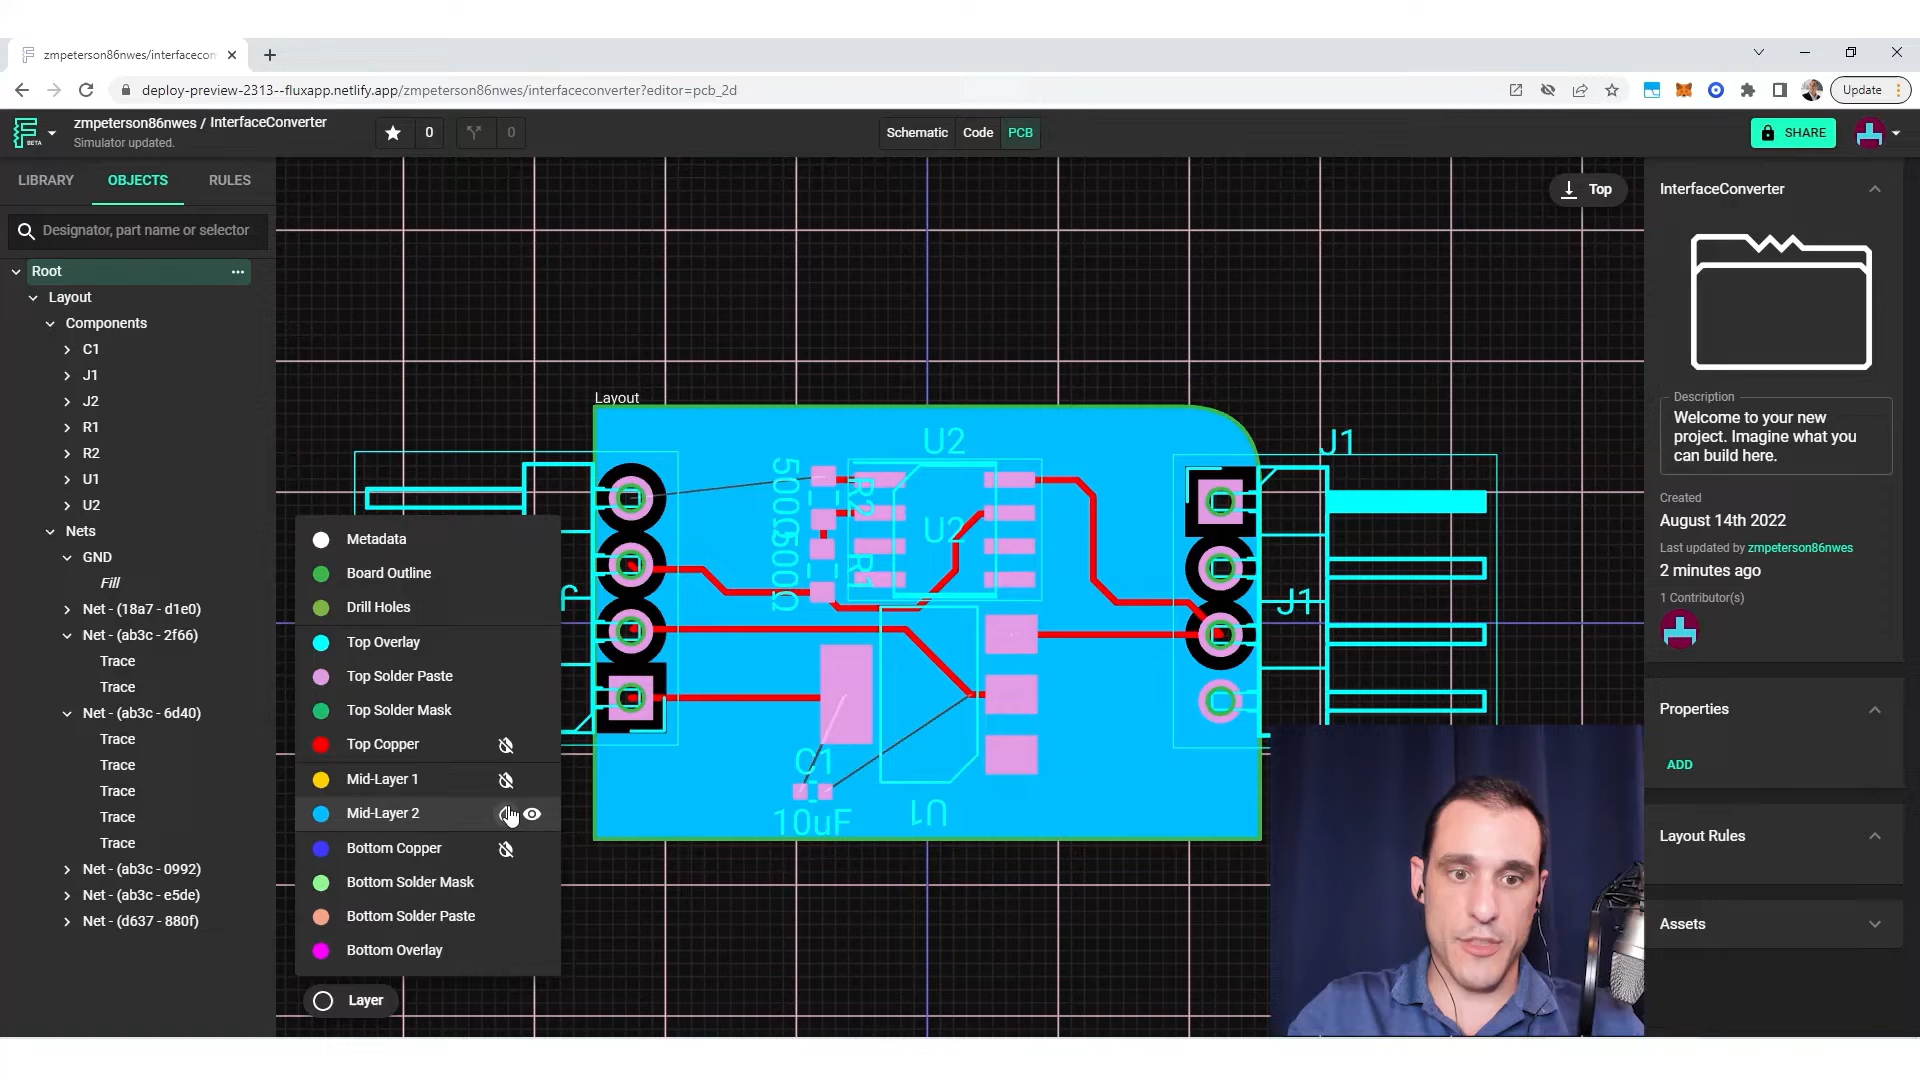 zmpeterson86nwes/interfacecon
deploy-preview-2313--fluxapp.netlify.app/zmpeterson86nwes/interfaceconverter?editor=pcb_2d
Update
BETA
zmpeterson86nwes / InterfaceConverter
Simulator updated.
0
0
Schematic
Code
PCB
SHARE
LIBRARY
OBJECTS
RULES
Designator, part name or selector
Root
Layout
Components
C1
J1
J2
R1
R2
U1
U2
Nets
GND
Fill
Net - (18a7 - d1e0)
Net - (ab3c - 2f66)
Trace
Trace
Net - (ab3c - 6d40)
Trace
Trace
Trace
Trace
Trace
Net - (ab3c - 0992)
Net - (ab3c - e5de)
Net - (d637 - 880f)
Metadata
Board Outline
Drill Holes
Top Overlay
Top Solder Paste
Top Solder Mask
Top Copper
Mid-Layer 1
Mid-Layer 2
Bottom Copper
Bottom Solder Mask
Bottom Solder Paste
Bottom Overlay
Layer
Top
Layout
U2
U2
R2
R1
500Ω
500Ω
C1
10uF
U1
J1
J1
InterfaceConverter
Description
Welcome to your new
project. Imagine what you
can build here.
Created
August 14th 2022
Last updated by zmpeterson86nwes
2 minutes ago
1 Contributor(s)
Properties
ADD
Layout Rules
Assets